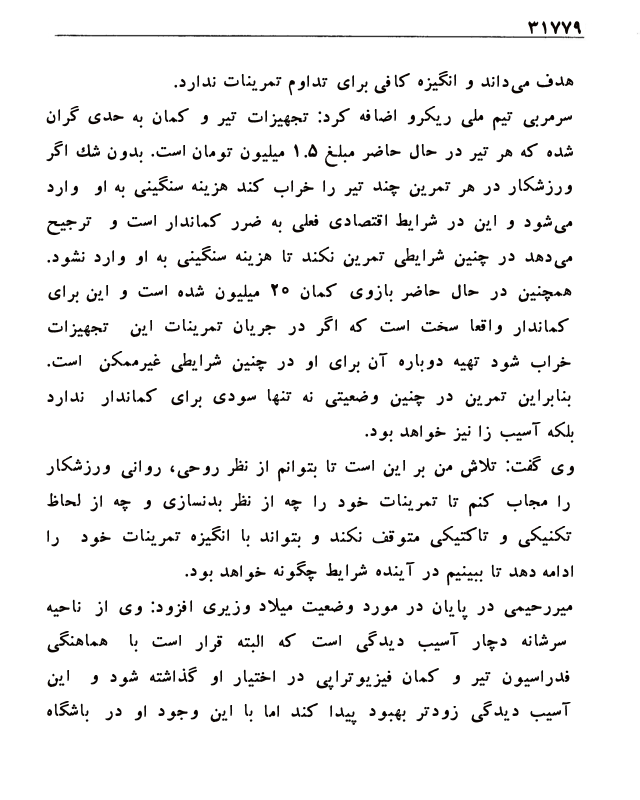 ۳۱۷۷۹
هدف می‌داند و انگیزه کافی برای تداوم تمرینات ندارد.
سرمربی تیم ملی ریکرو اضافه کرد: تجهیزات تیر و کمان به حدی گران
شده که هر تیر در حال حاضر مبلغ ۱.۵ میلیون تومان است. بدون شك اگر
ورزشکار در هر تمرین چند تیر را خراب کند هزینه سنگینی به او وارد
می‌شود و این در شرایط اقتصادی فعلی به ضرر کماندار است و ترجیح
می‌دهد در چنین شرایطی تمرین نکند تا هزینه سنگینی به او وارد نشود.
همچنین در حال حاضر بازوی کمان ۲۰ میلیون شده است و این برای
کماندار واقعا سخت است که اگر در جریان تمرینات این تجهیزات
خراب شود تهیه دوباره آن برای او در چنین شرایطی غیرممکن است.
بنابراین تمرین در چنین وضعیتی نه تنها سودی برای کماندار ندارد
بلکه آسیب زا نیز خواهد بود.
وی گفت: تلاش من بر این است تا بتوانم از نظر روحی، روانی ورزشکار
را مجاب کنم تا تمرینات خود را چه از نظر بدنسازی و چه از لحاظ
تکنیکی و تاکتیکی متوقف نکند و بتواند با انگیزه تمرینات خود را
ادامه دهد تا ببینیم در آینده شرایط چگونه خواهد بود.
میررحیمی در پایان در مورد وضعیت میلاد وزیری افزود: وی از ناحیه
سرشانه دچار آسیب دیدگی است که البته قرار است با هماهنگی
فدراسیون تیر و کمان فیزیوتراپی در اختیار او گذاشته شود و این
آسیب دیدگی زودتر بهبود پیدا کند اما با این وجود او در باشگاه